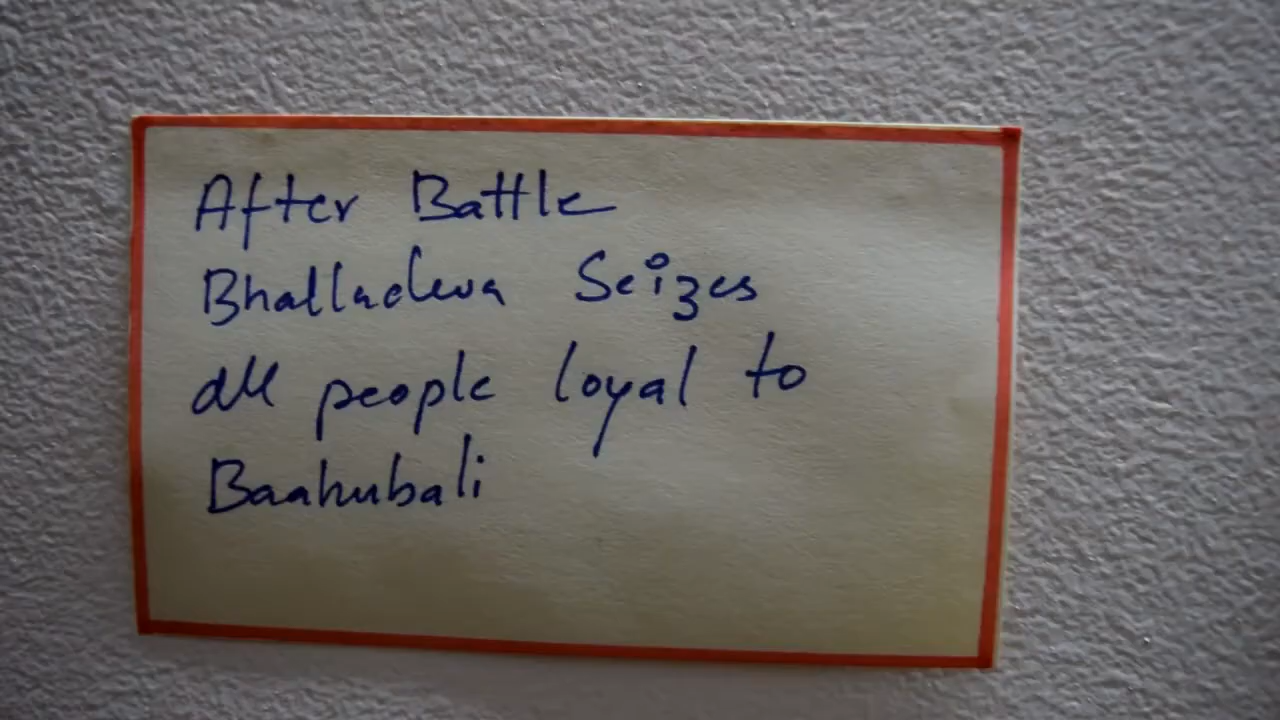 After Battle
Bhalladeva Seizes
all people loyal to
Baahubali